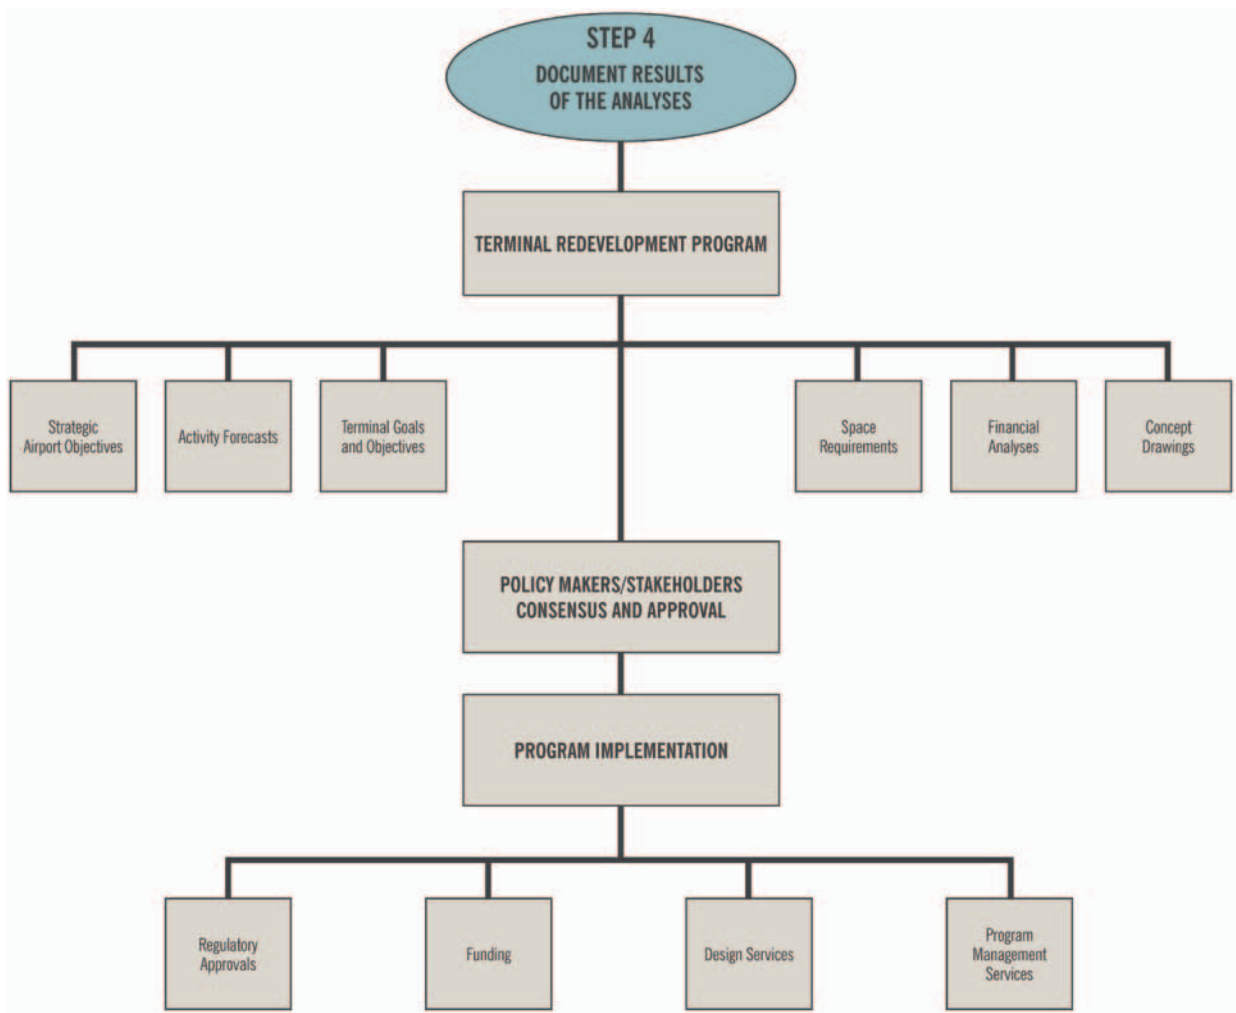 STEP 4
DOCUMENT RESULTS
OF THE ANALYSES
TERMINAL REDEVELOPMENT PROGRAM
Strategic
Airport Objectives
Activity Forecasts
Terminal Goals
and Objectives
Space
Requirements
Financial
Analyses
Concept
Drawings
POLICY MAKERS/STAKEHOLDERS
CONSENSUS AND APPROVAL
PROGRAM IMPLEMENTATION
Regulatory
Approvals
Funding
Design Services
Program
Management
Services